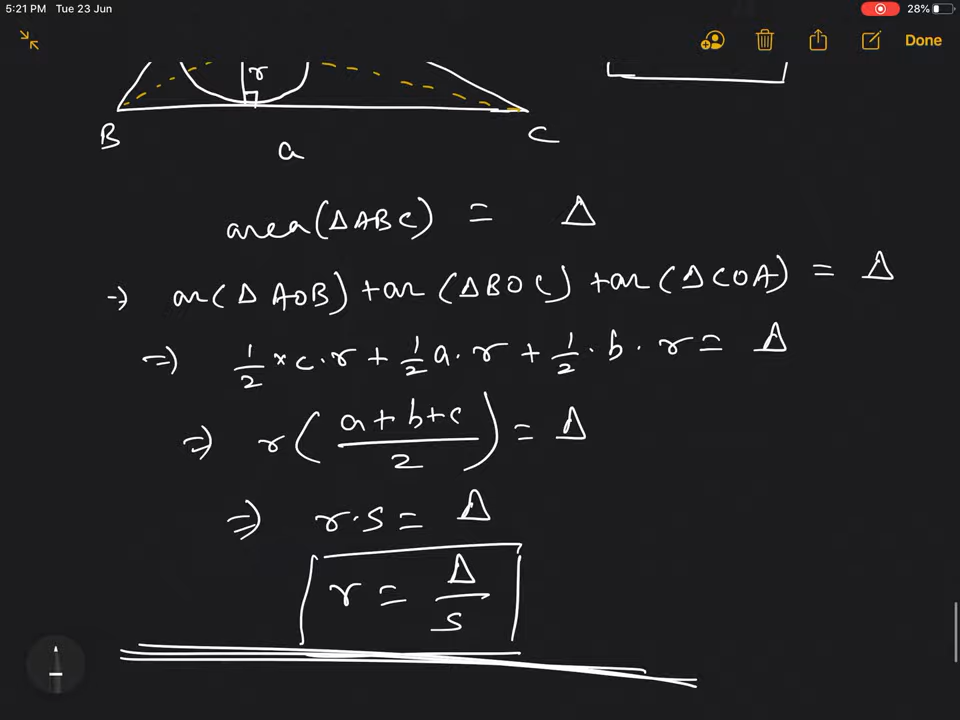 5:21 PM Tue 23 Jun 28%
Done
r
B C
a
area(ΔABC) = Δ
→ ar(Δ AOB) + ar(ΔBOC) + ar(ΔCOA) = Δ
⇒ 1/2 × c·r + 1/2 a·r + 1/2 · b · r = Δ
⇒ r( (a+b+c)/2 ) = Δ
⇒ r·s = Δ
r = Δ/s